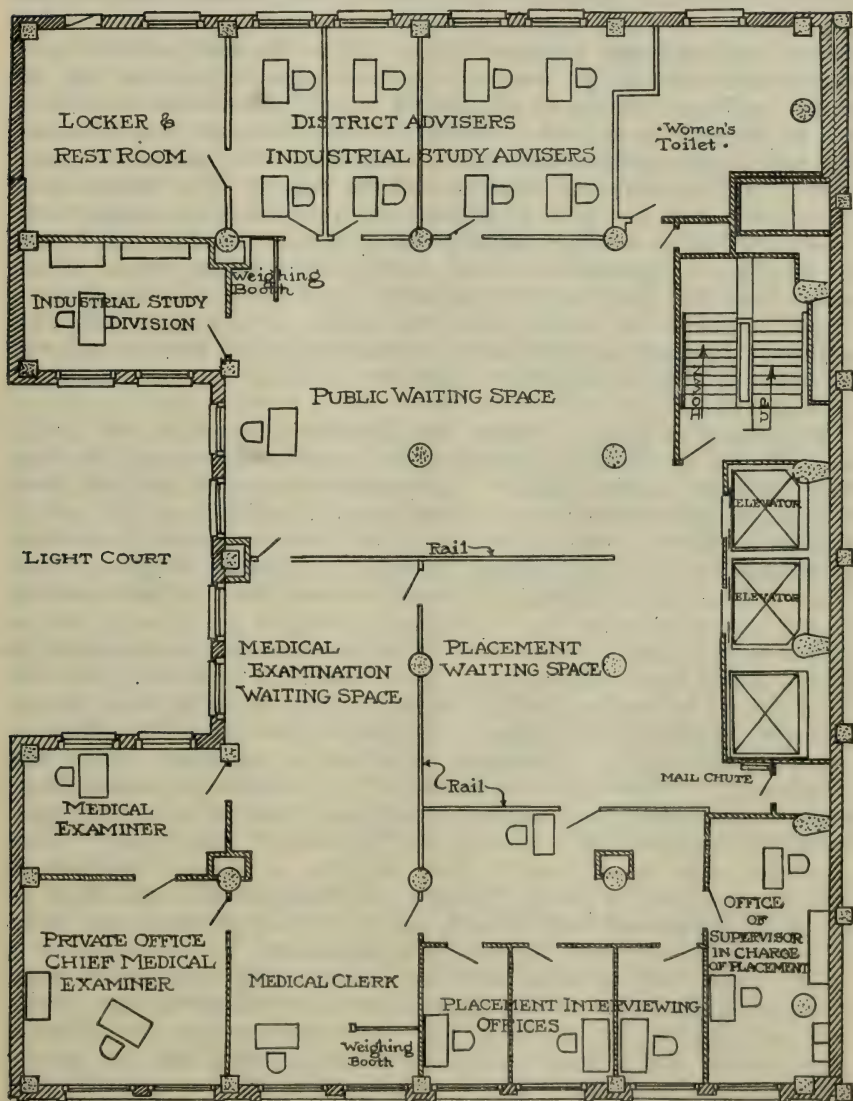 LOCKER &
REST ROOM
DISTRICT ADVISERS
INDUSTRIAL STUDY ADVISERS
• Women's
Toilet •
Weighing
Booth
INDUSTRIAL STUDY
DIVISION
DOWN
UP
PUBLIC WAITING SPACE
ELEVATOR
LIGHT COURT
Rail
ELEVATOR
MEDICAL
EXAMINATION
WAITING SPACE
PLACEMENT
WAITING SPACE
MAIL CHUTE
Rail
MEDICAL
EXAMINER
OFFICE
OF
SUPERVISOR
IN CHARGE
OF PLACEMENT
PRIVATE OFFICE
CHIEF MEDICAL
EXAMINER
MEDICAL CLERK
PLACEMENT INTERVIEWING
OFFICES
Weighing
Booth